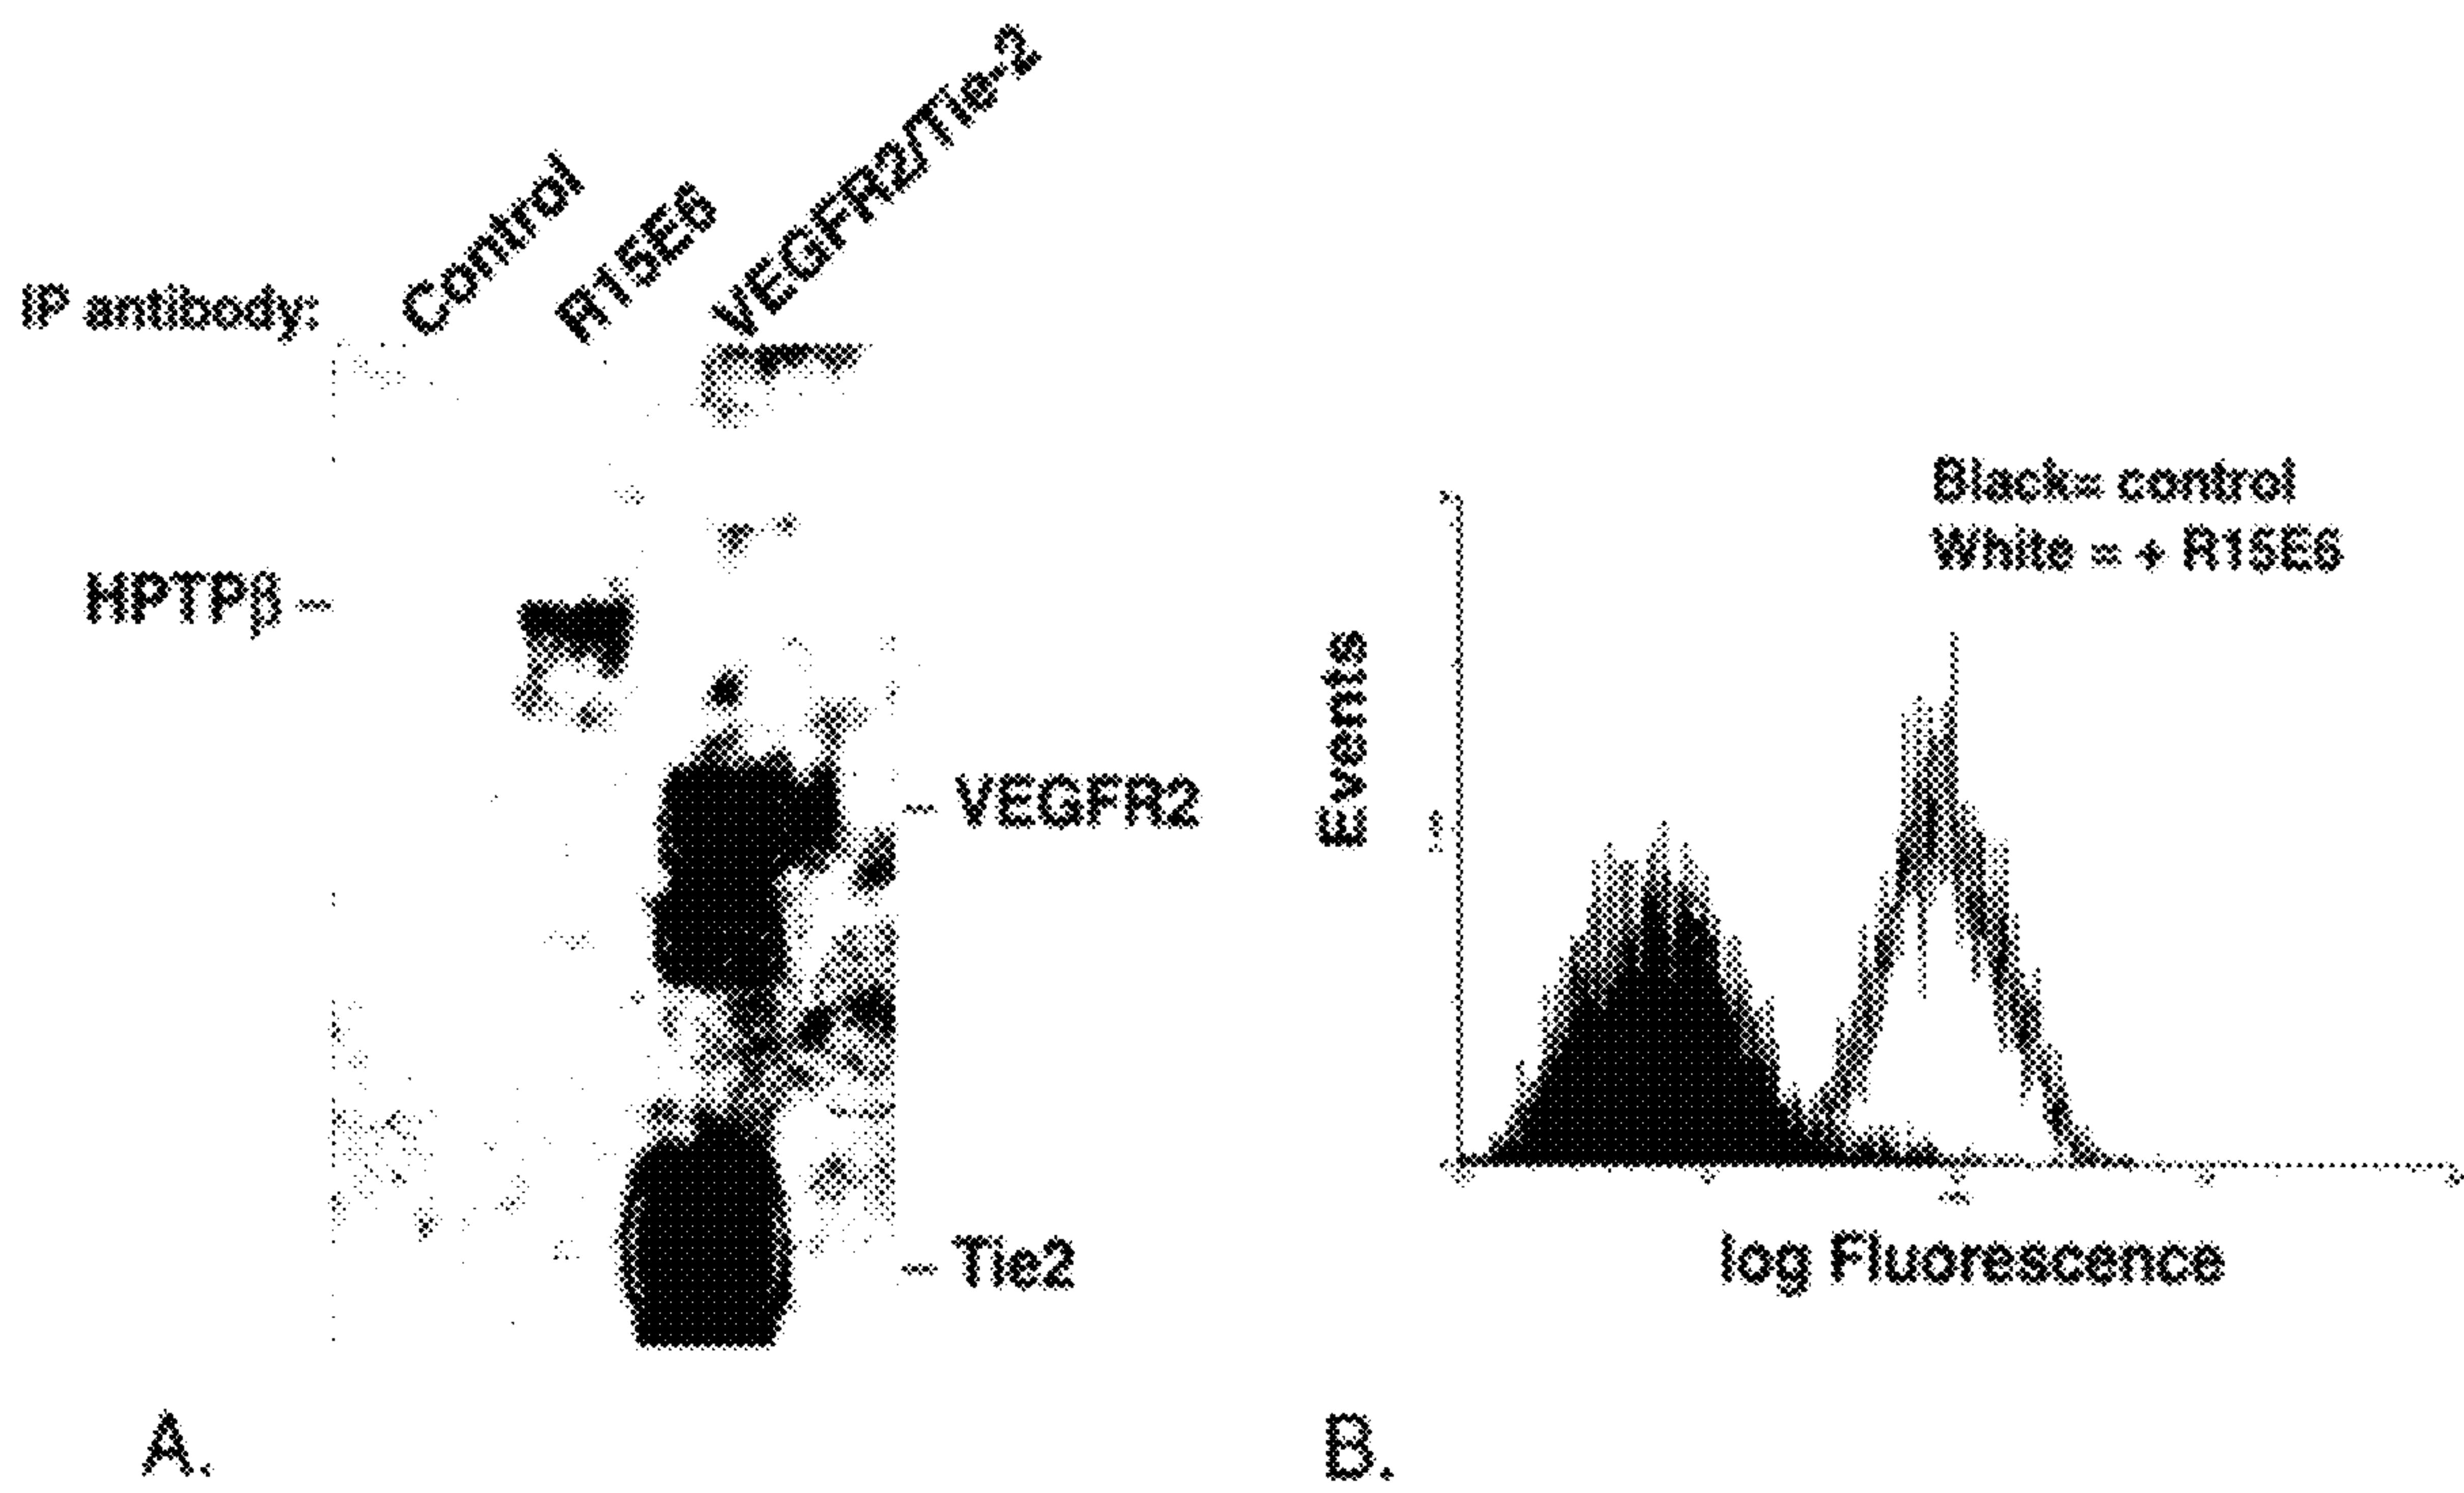 IP antibody:
Control
R15E6
VEGFR2/Tie-2
HPTPβ –
– VEGFR2
– Tie2
A.
Black= control
White = + R15E6
Events
log Fluorescence
B.